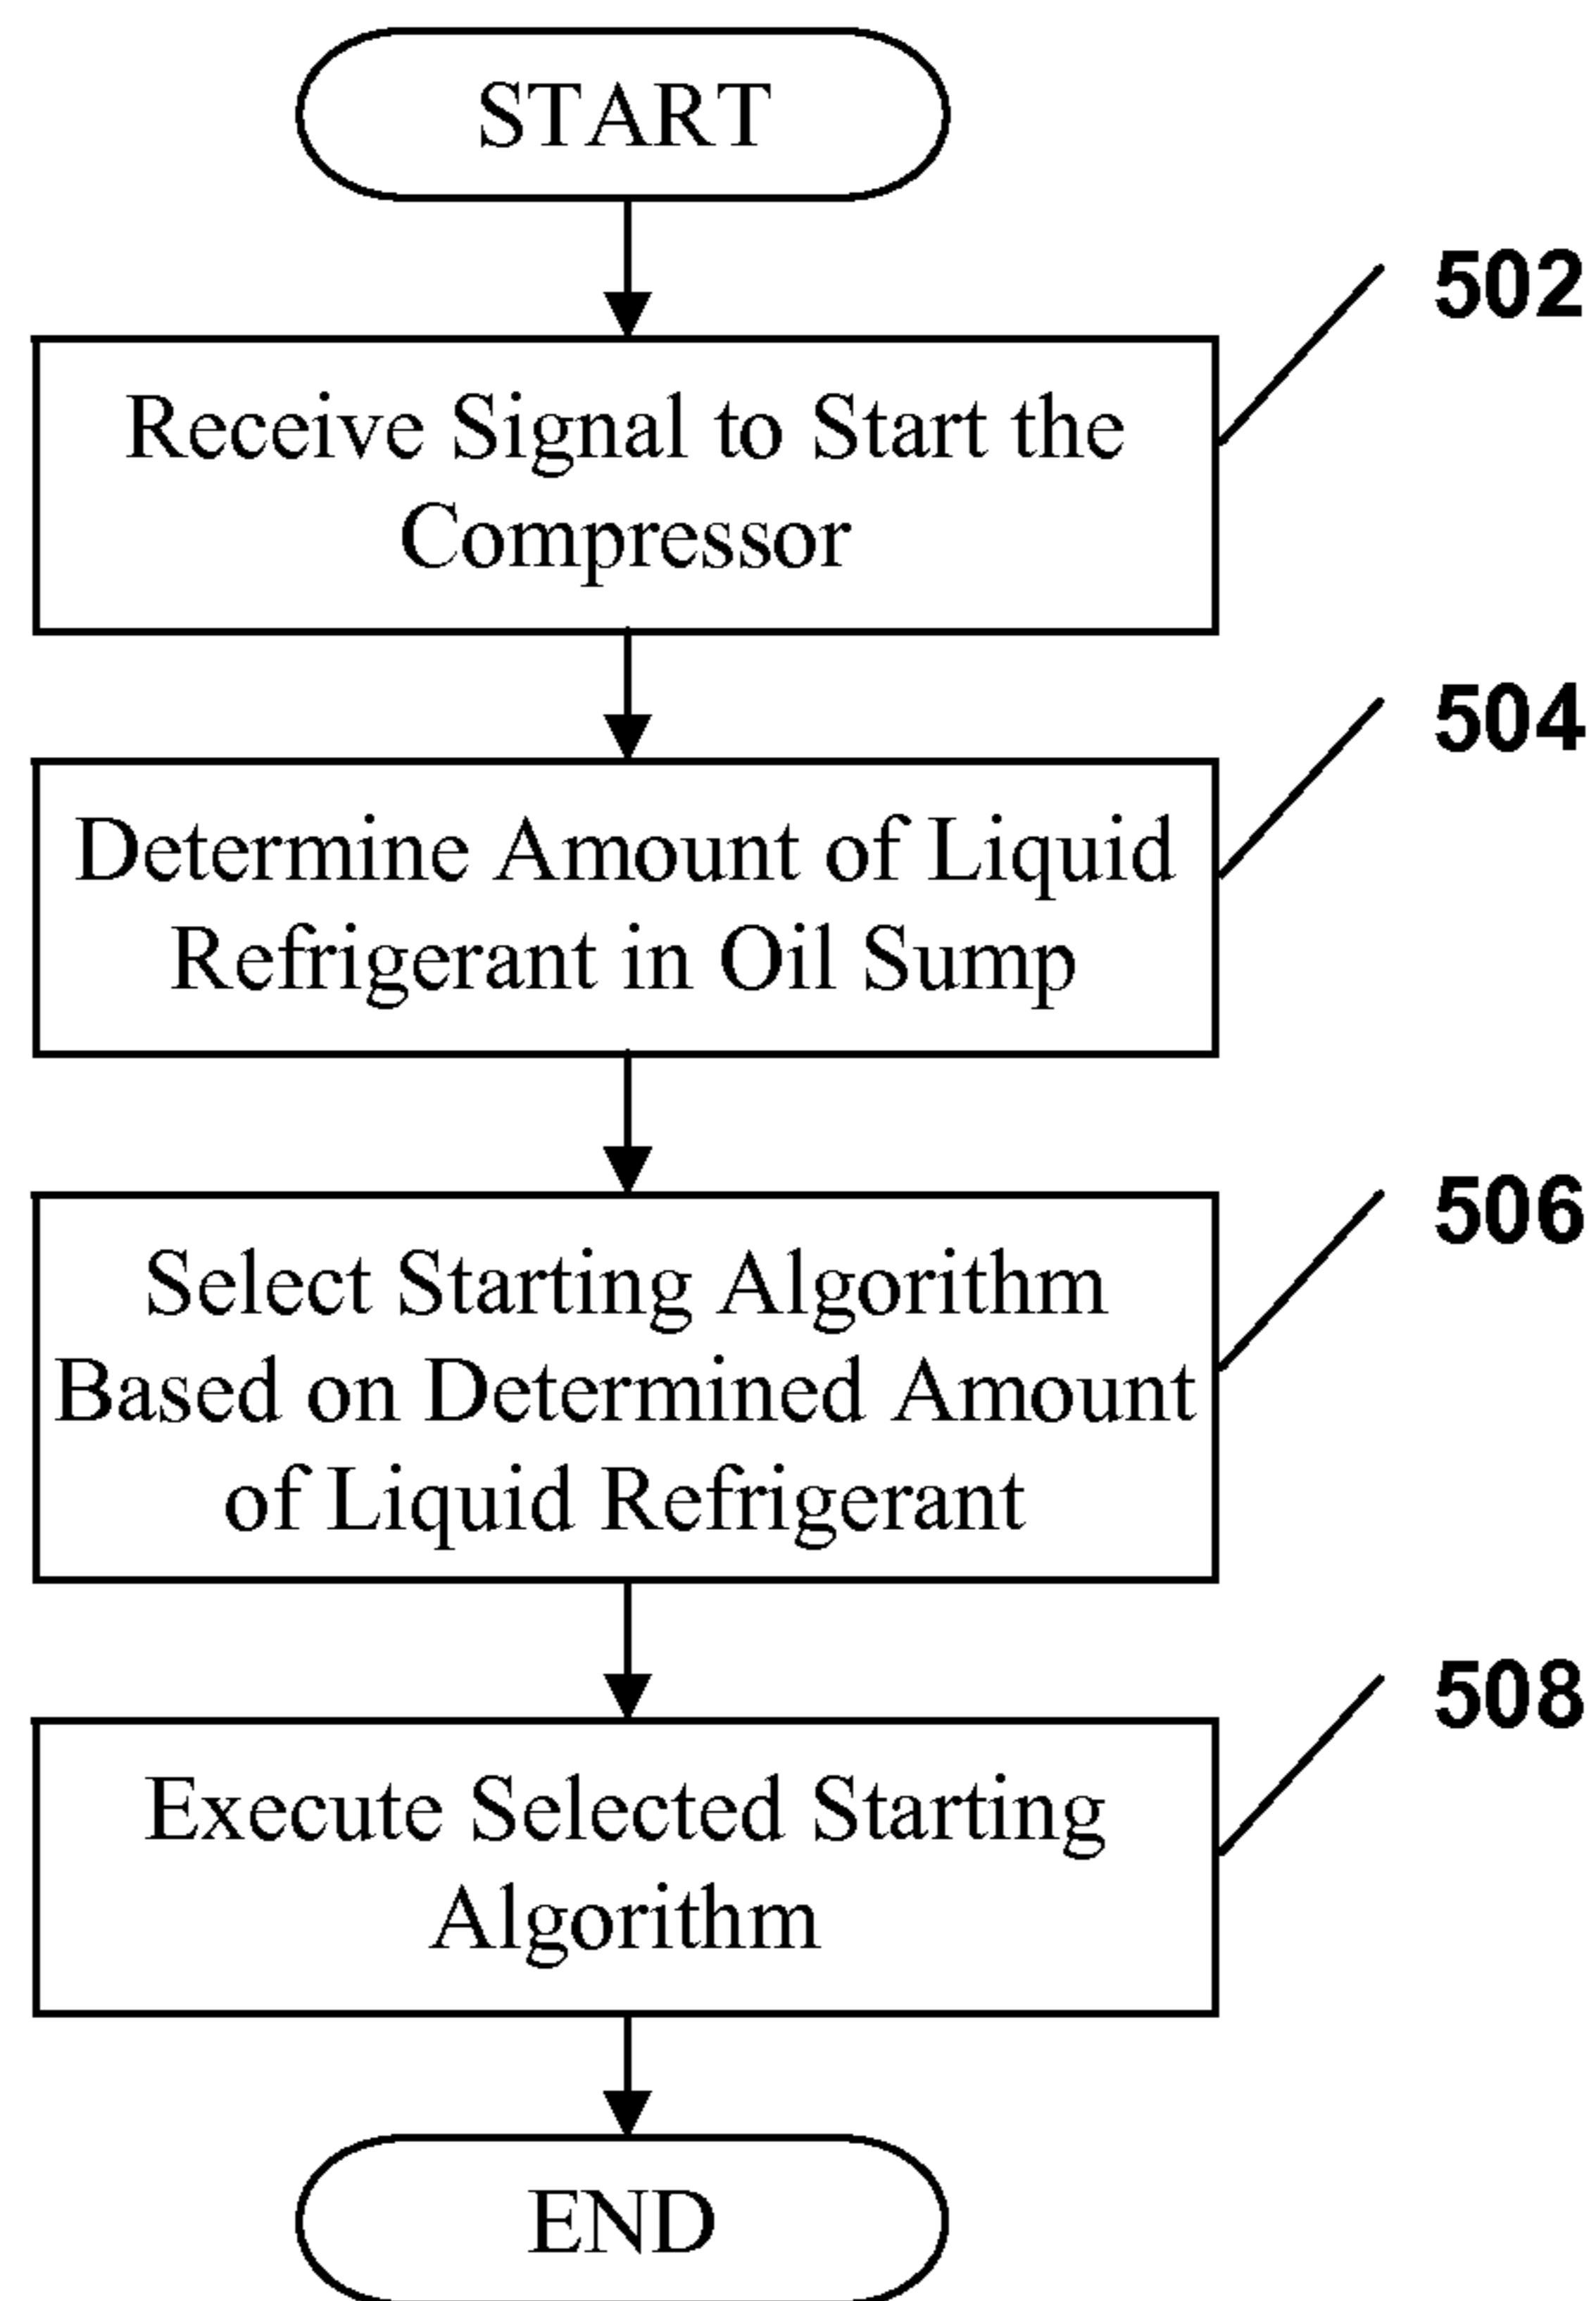 START
502
Receive Signal to Start the
Compressor
504
Determine Amount of Liquid
Refrigerant in Oil Sump
506
Select Starting Algorithm
Based on Determined Amount
of Liquid Refrigerant
508
Execute Selected Starting
Algorithm
END